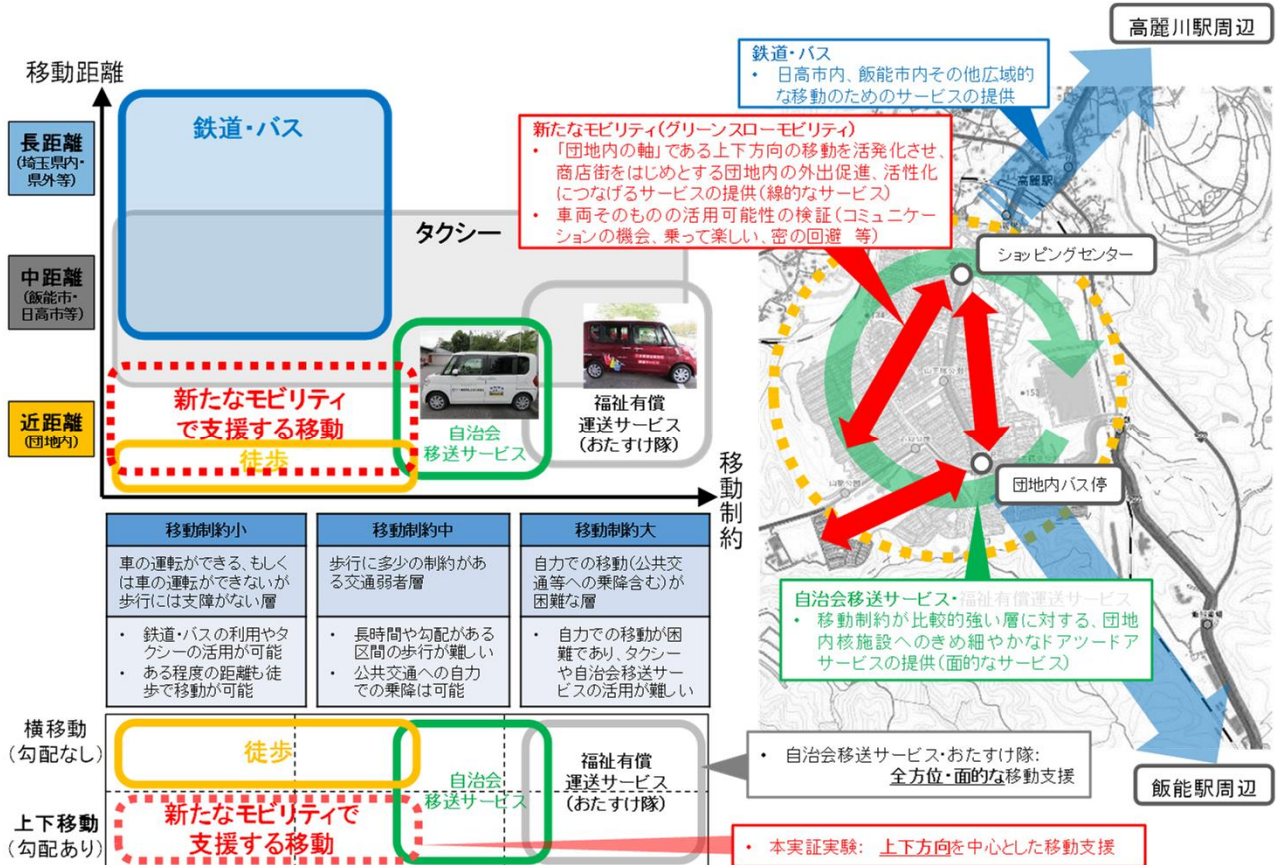 高麗川駅周辺
移動距離
長距離
(埼玉県内・
県外等)
中距離
(飯能市・
日高市等)
近距離
(団地内)
鉄道・バス
タクシー
新たなモビリティ
で支援する移動
徒歩
自治会
移送サービス
福祉有償
運送サービス
(おたすけ隊)
移動制約
鉄道・バス
• 日高市内、飯能市内その他広域的
な移動のためのサービスの提供
新たなモビリティ(グリーンスローモビリティ)
• 「団地内の軸」である上下方向の移動を活発化させ、
商店街をはじめとする団地内の外出促進、活性化
につなげるサービスの提供(線的なサービス)
• 車両そのものの活用可能性の検証(コミュニケー
ションの機会、乗って楽しい、密の回避 等)
高麗駅
ショッピングセンター
団地内バス停
自治会移送サービス・福祉有償運送サービス
• 移動制約が比較的強い層に対する、団地
内核施設へのきめ細やかなドアツードア
サービスの提供(面的なサービス)
飯能駅周辺
移動制約小
車の運転ができる、もしく
は車の運転ができないが
歩行には支障がない層
• 鉄道・バスの利用やタ
クシーの活用が可能
• ある程度の距離も徒
歩で移動が可能
移動制約中
歩行に多少の制約があ
る交通弱者層
• 長時間や勾配がある
区間の歩行が難しい
• 公共交通への自力
での乗降は可能
移動制約大
自力での移動(公共交
通等への乗降含む)が
困難な層
• 自力での移動が困
難であり、タクシー
や自治会移送サー
ビスの活用が難しい
横移動
(勾配なし)
上下移動
(勾配あり)
徒歩
新たなモビリティで
支援する移動
自治会
移送サービス
福祉有償
運送サービス
(おたすけ隊)
• 自治会移送サービス・おたすけ隊:
全方位・面的な移動支援
• 本実証実験: 上下方向を中心とした移動支援